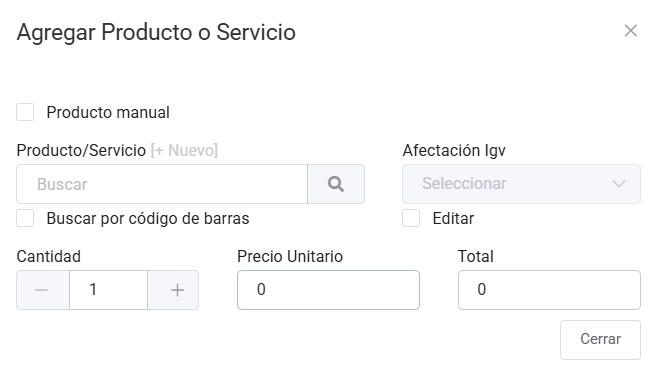 Agregar Producto o Servicio
Producto manual
Producto/Servicio [+ Nuevo]
Afectación Igv
Buscar
Seleccionar
Buscar por código de barras
Editar
Cantidad
Precio Unitario
Total
1
0
0
Cerrar